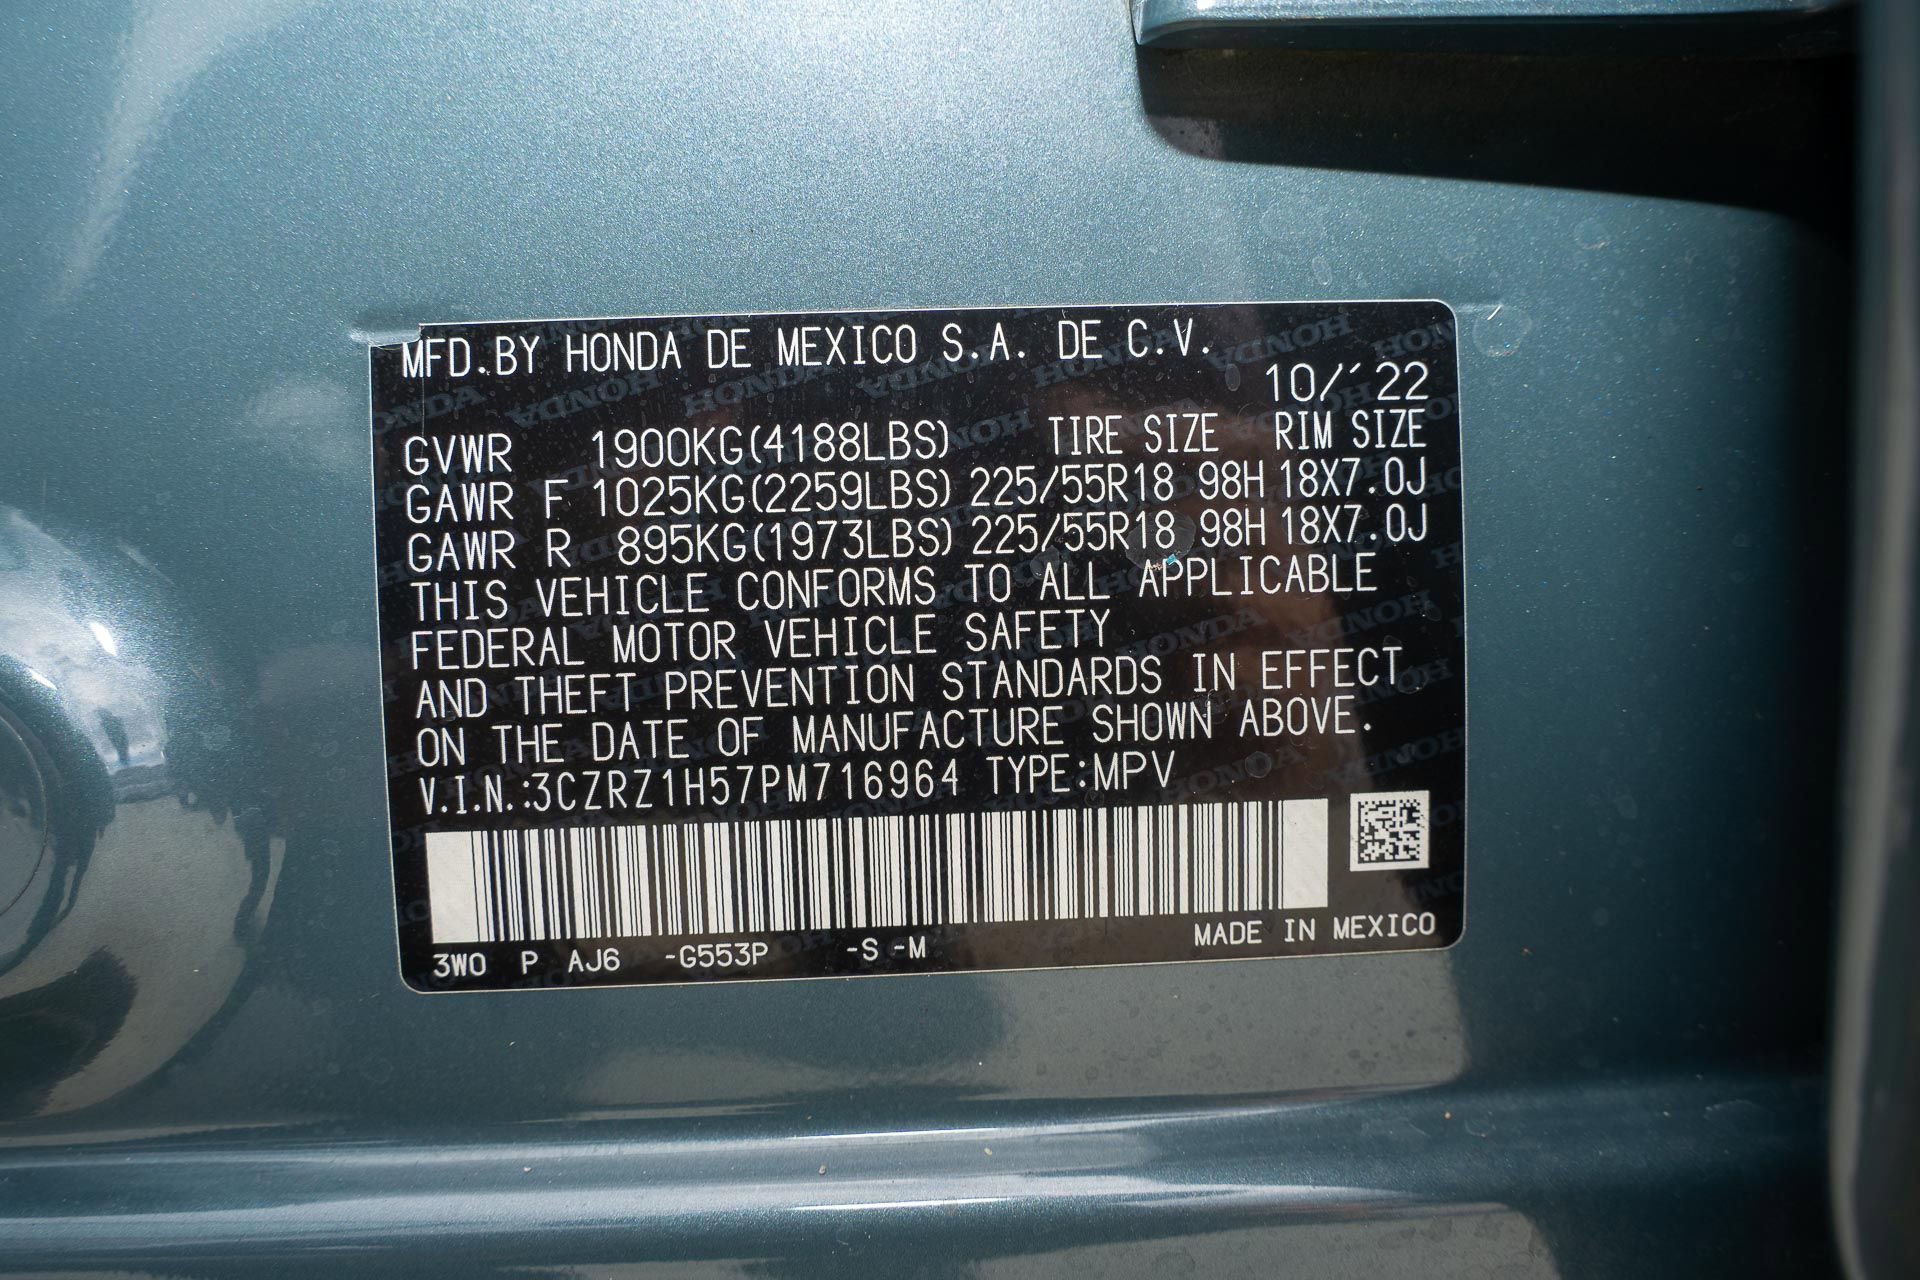 MFD.BY HONDA DE MEXICO S.A. DE C.V.
10/'22
GVWR 1900KG(4188LBS) TIRE SIZE RIM SIZE
GAWR F 1025KG(2259LBS) 225/55R18 98H 18X7.0J
GAWR R 895KG(1973LBS) 225/55R18 98H 18X7.0J
THIS VEHICLE CONFORMS TO ALL APPLICABLE
FEDERAL MOTOR VEHICLE SAFETY
AND THEFT PREVENTION STANDARDS IN EFFECT
ON THE DATE OF MANUFACTURE SHOWN ABOVE.
V.I.N.:3CZRZ1H57PM716964 TYPE:MPV
3W0 P AJ6 -G553P -S -M MADE IN MEXICO